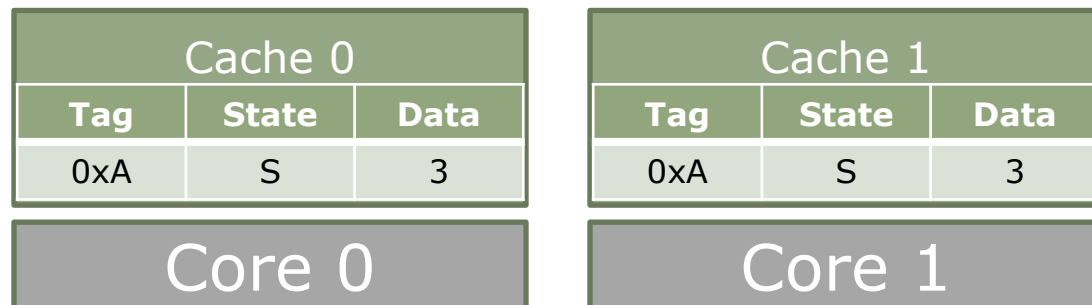 Cache 0
Tag State Data
0xA S 3
Core 0
Cache 1
Tag State Data
0xA S 3
Core 1